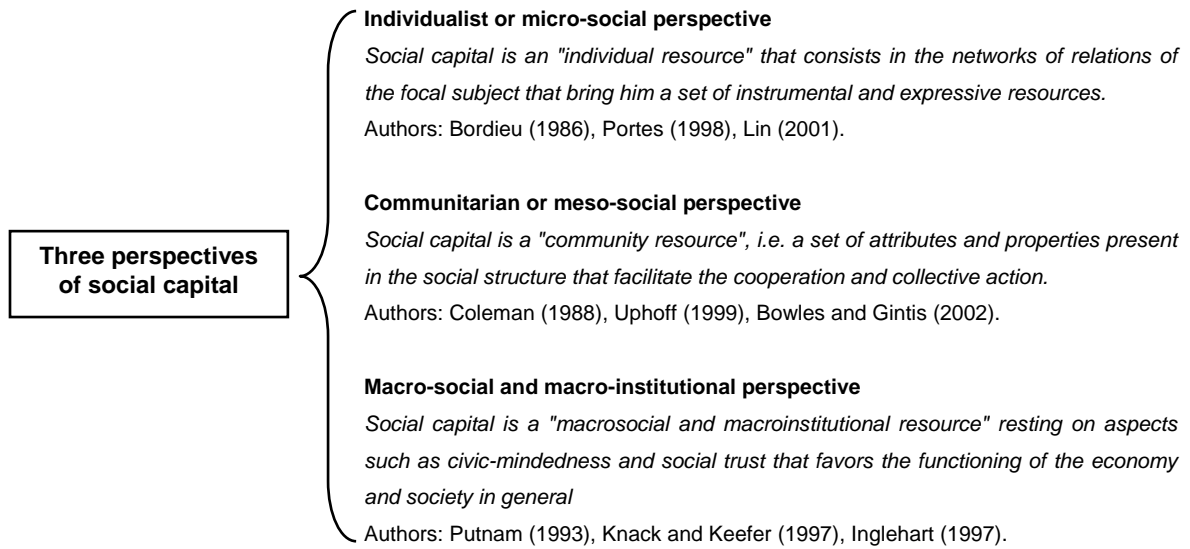 Three perspectives
of social capital
Individualist or micro-social perspective
Social capital is an "individual resource" that consists in the networks of relations of
the focal subject that bring him a set of instrumental and expressive resources.
Authors: Bordieu (1986), Portes (1998), Lin (2001).
Communitarian or meso-social perspective
Social capital is a "community resource", i.e. a set of attributes and properties present
in the social structure that facilitate the cooperation and collective action.
Authors: Coleman (1988), Uphoff (1999), Bowles and Gintis (2002).
Macro-social and macro-institutional perspective
Social capital is a "macrosocial and macroinstitutional resource" resting on aspects
such as civic-mindedness and social trust that favors the functioning of the economy
and society in general
Authors: Putnam (1993), Knack and Keefer (1997), Inglehart (1997).